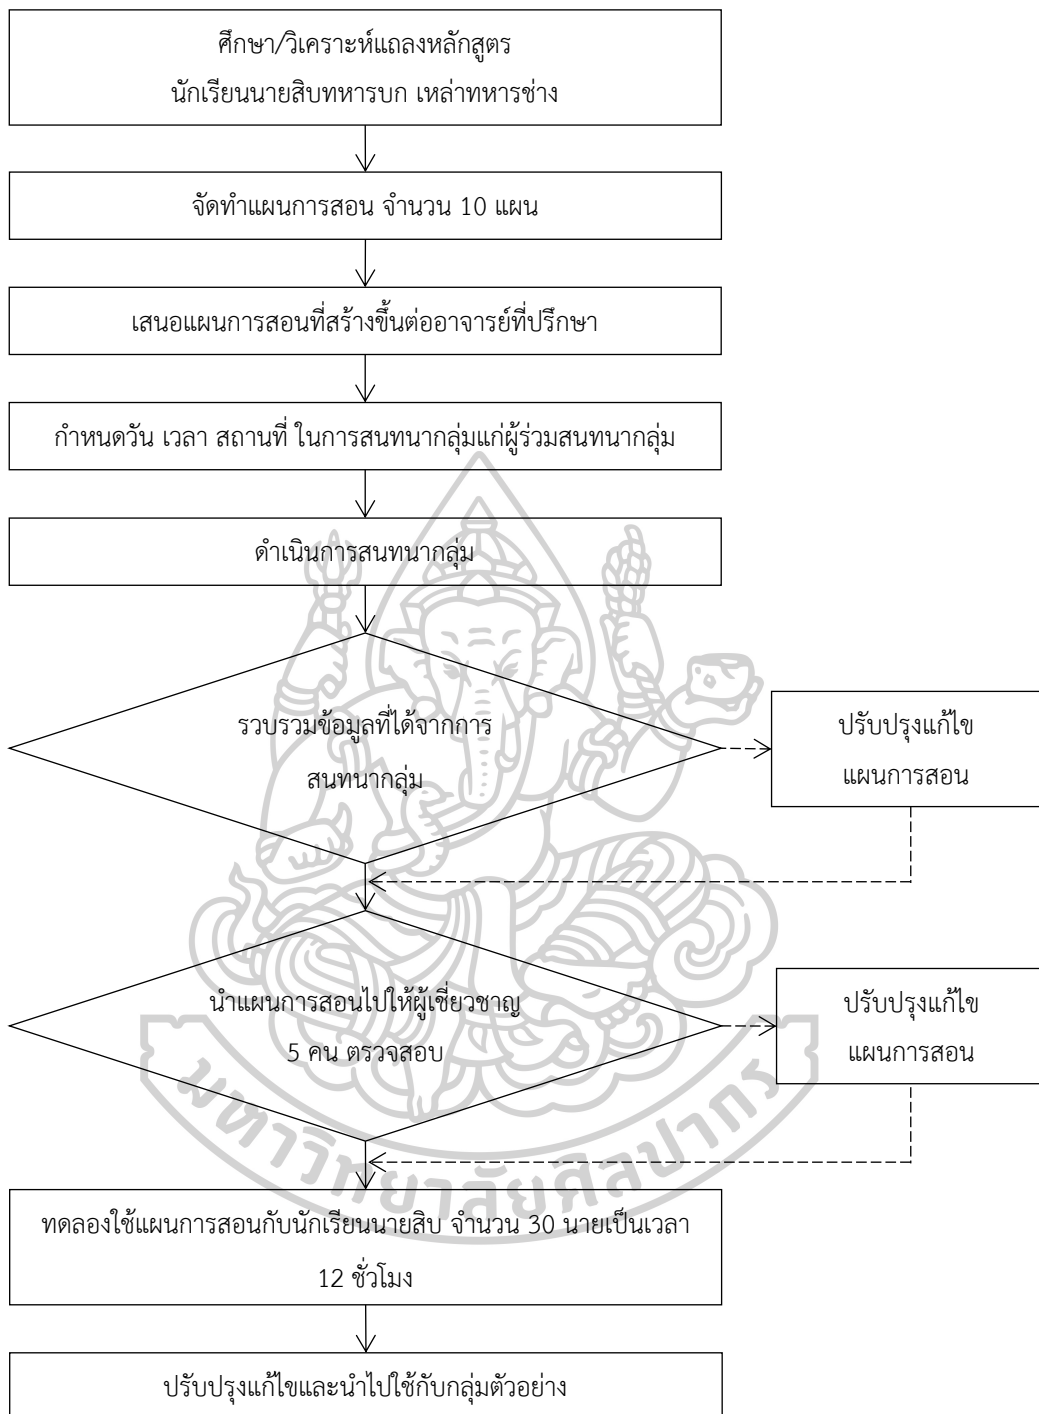 ศึกษา/วิเคราะห์แถลงหลักสูตร
นักเรียนนายสิบทหารบก เหล่าทหารช่าง
จัดทำแผนการสอน จำนวน 10 แผน
เสนอแผนการสอนที่สร้างขึ้นต่ออาจารย์ที่ปรึกษา
กำหนดวัน เวลา สถานที่ ในการสนทนากลุ่มแก่ผู้ร่วมสนทนากลุ่ม
ดำเนินการสนทนากลุ่ม
รวบรวมข้อมูลที่ได้จากการ
สนทนากลุ่ม
ปรับปรุงแก้ไข
แผนการสอน
นำแผนการสอนไปให้ผู้เชี่ยวชาญ
5 คน ตรวจสอบ
ปรับปรุงแก้ไข
แผนการสอน
มหาวิทยาลัยศิลปากร
ทดลองใช้แผนการสอนกับนักเรียนนายสิบ จำนวน 30 นายเป็นเวลา
12 ชั่วโมง
ปรับปรุงแก้ไขและนำไปใช้กับกลุ่มตัวอย่าง